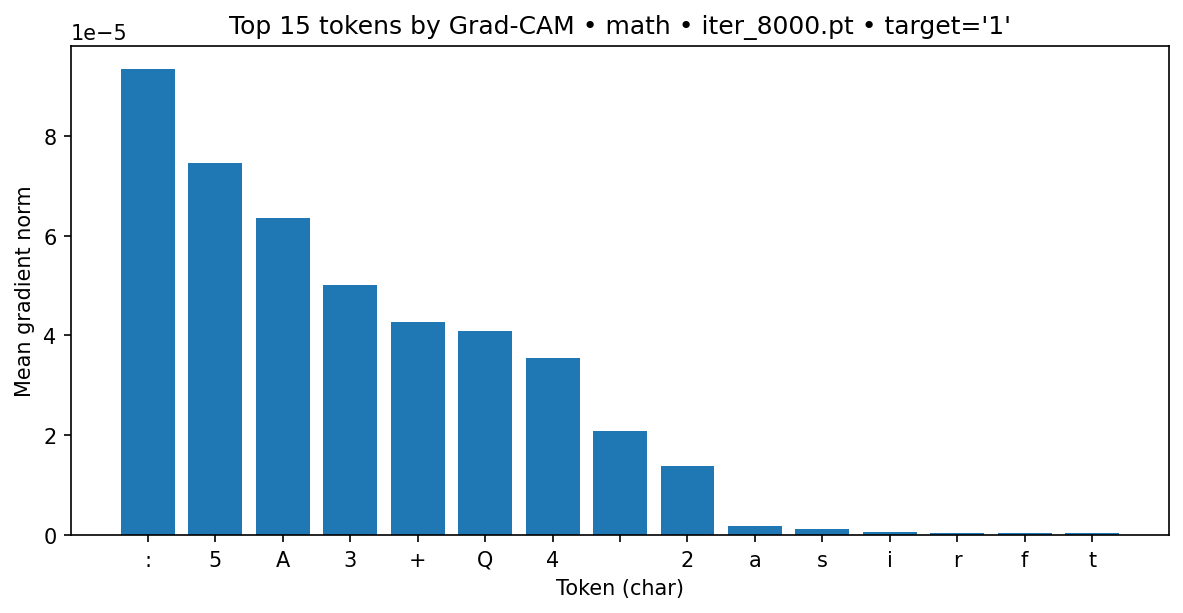 Top 15 tokens by Grad-CAM • math • iter_8000.pt • target='1'
1e−5
8
6
4
2
0
Mean gradient norm
: 5 A 3 + Q 4 2 a s i r f t
Token (char)